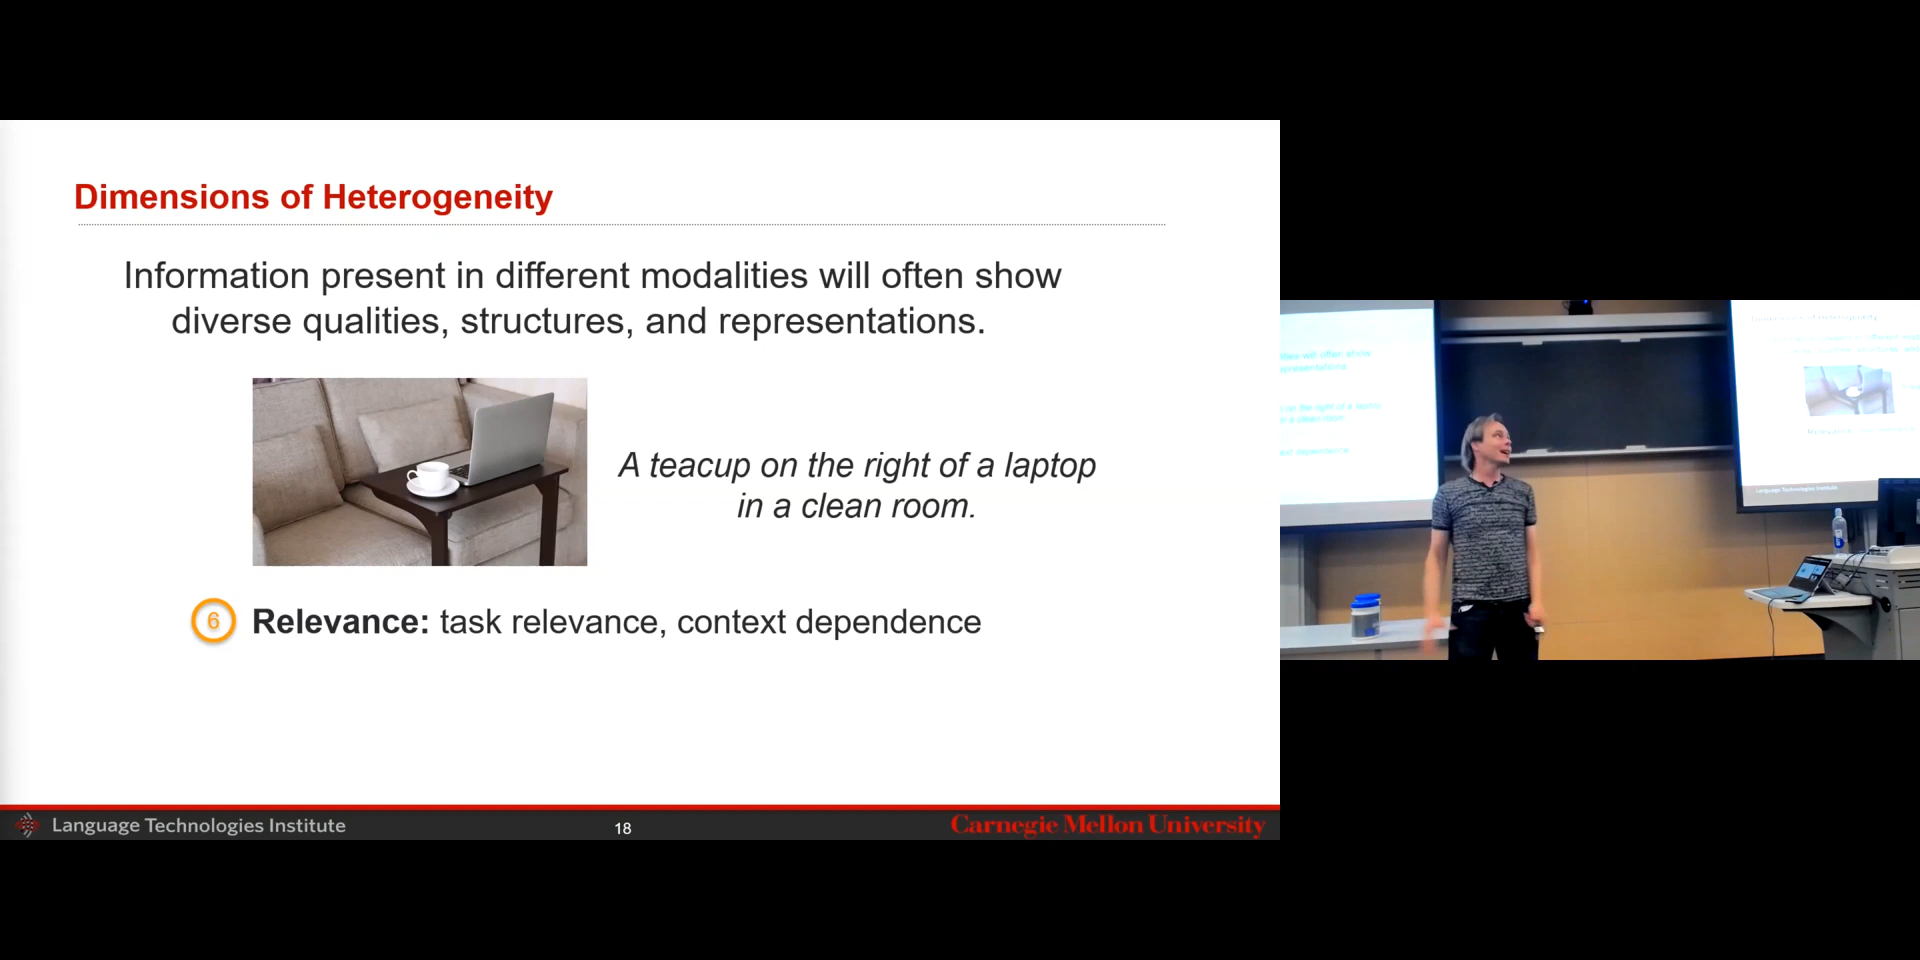 Dimensions of Heterogeneity
Information present in different modalities will often show
diverse qualities, structures, and representations.
A teacup on the right of a laptop
in a clean room.
6 Relevance: task relevance, context dependence
Language Technologies Institute
18
Carnegie Mellon University